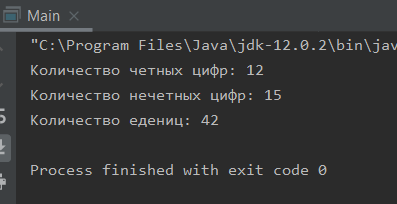 Main
"C:\Program Files\Java\jdk-12.0.2\bin\jav
Количество четных цифр: 12
Количество нечетных цифр: 15
Количество едениц: 42
Process finished with exit code 0